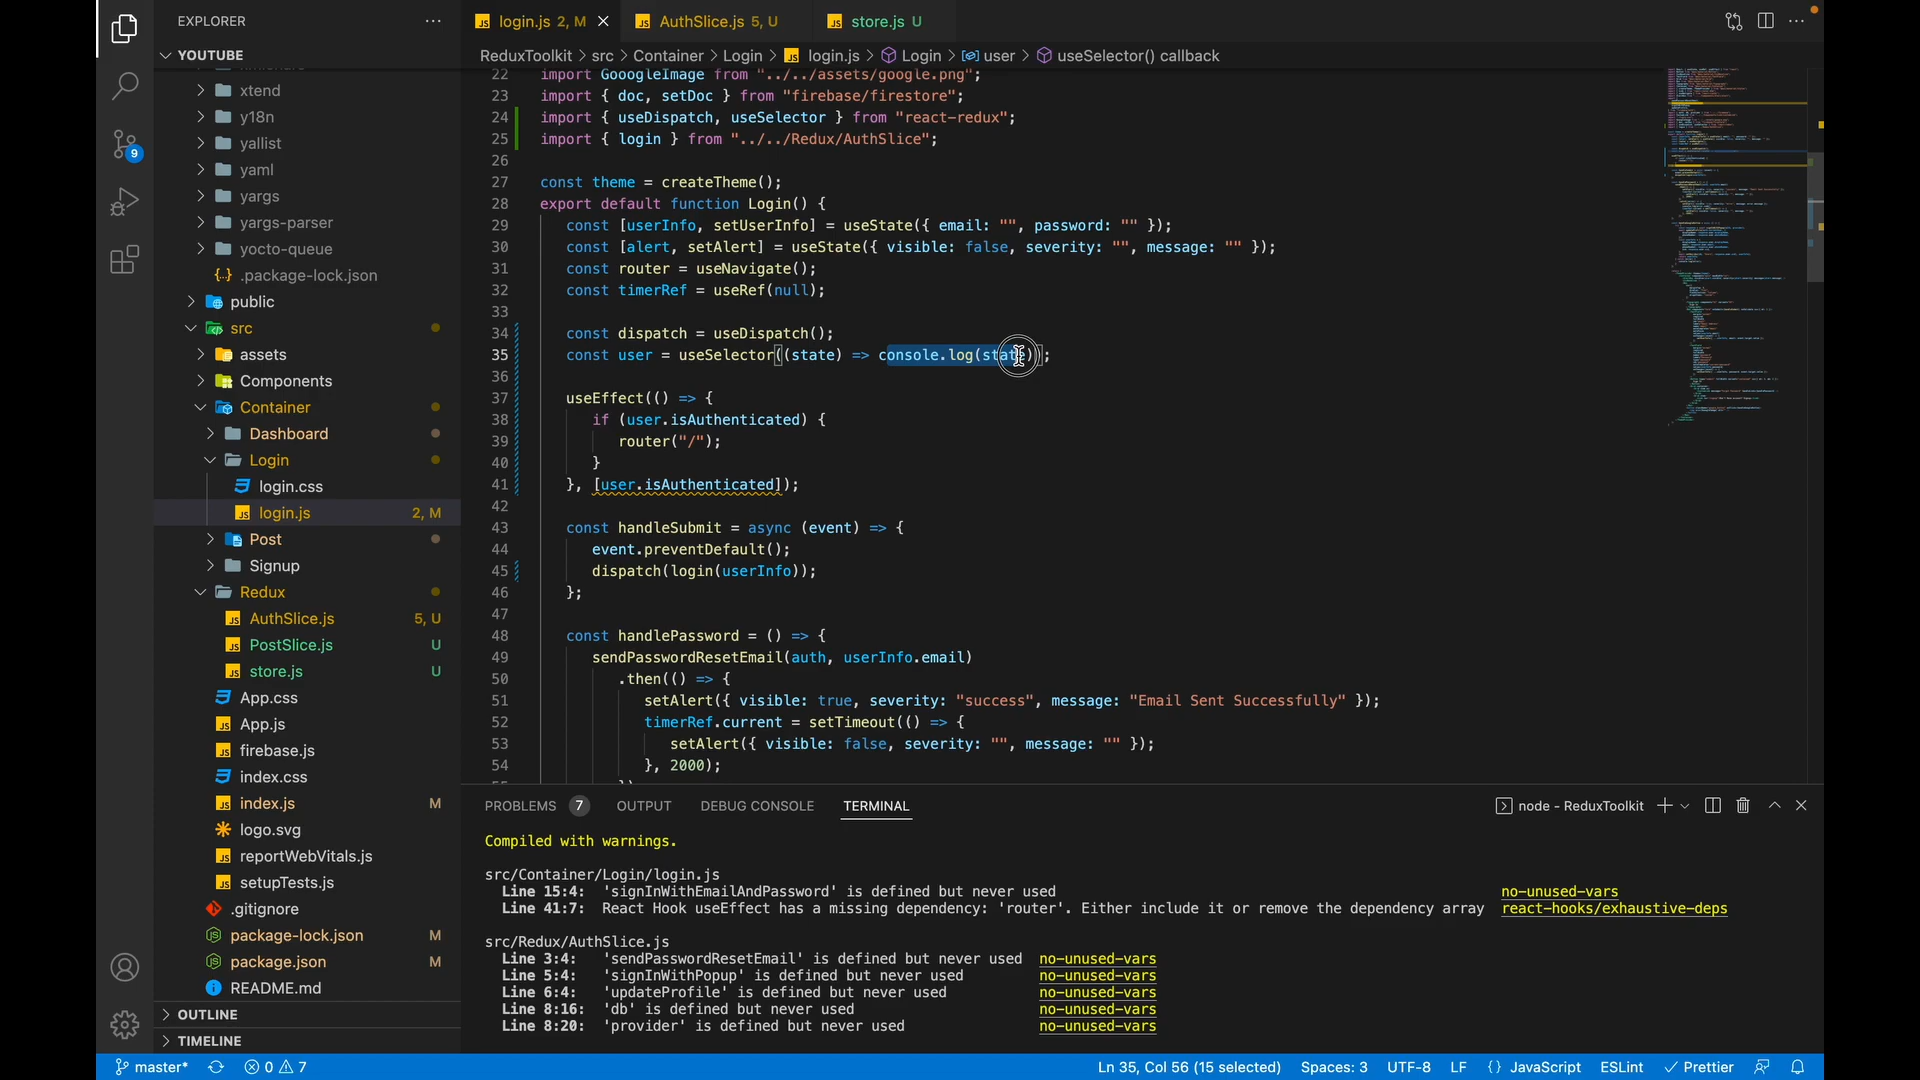 EXPLORER
YOUTUBE
xtend
y18n
yallist
yaml
yargs
yargs-parser
yocto-queue
{..} .package-lock.json
public
src
assets
Components
Container
Dashboard
Login
login.css
login.js 2, M
Post
Signup
Redux
AuthSlice.js 5, U
PostSlice.js U
store.js U
App.css
App.js
firebase.js
index.css
index.js M
logo.svg
reportWebVitals.js
setupTests.js
.gitignore
package-lock.json M
package.json M
README.md
OUTLINE
TIMELINE
9
login.js 2, M
AuthSlice.js 5, U
store.js U
ReduxToolkit > src > Container > Login > login.js > Login > user > useSelector() callback
22 import GooogleImage from "../../assets/google.png";
23 import { doc, setDoc } from "firebase/firestore";
24 import { useDispatch, useSelector } from "react-redux";
25 import { login } from "../../Redux/AuthSlice";
26
27 const theme = createTheme();
28 export default function Login() {
29 const [userInfo, setUserInfo] = useState({ email: "", password: "" });
30 const [alert, setAlert] = useState({ visible: false, severity: "", message: "" });
31 const router = useNavigate();
32 const timerRef = useRef(null);
33
34 const dispatch = useDispatch();
35 const user = useSelector((state) => console.log(state));
36
37 useEffect(() => {
38 if (user.isAuthenticated) {
39 router("/");
40 }
41 }, [user.isAuthenticated]);
42
43 const handleSubmit = async (event) => {
44 event.preventDefault();
45 dispatch(login(userInfo));
46 };
47
48 const handlePassword = () => {
49 sendPasswordResetEmail(auth, userInfo.email)
50 .then(() => {
51 setAlert({ visible: true, severity: "success", message: "Email Sent Successfully" });
52 timerRef.current = setTimeout(() => {
53 setAlert({ visible: false, severity: "", message: "" });
54 }, 2000);
PROBLEMS 7 OUTPUT DEBUG CONSOLE TERMINAL
node - ReduxToolkit
Compiled with warnings.
src/Container/Login/login.js
Line 15:4: 'signInWithEmailAndPassword' is defined but never used no-unused-vars
Line 41:7: React Hook useEffect has a missing dependency: 'router'. Either include it or remove the dependency array react-hooks/exhaustive-deps
src/Redux/AuthSlice.js
Line 3:4: 'sendPasswordResetEmail' is defined but never used no-unused-vars
Line 5:4: 'signInWithPopup' is defined but never used no-unused-vars
Line 6:4: 'updateProfile' is defined but never used no-unused-vars
Line 8:16: 'db' is defined but never used no-unused-vars
Line 8:20: 'provider' is defined but never used no-unused-vars
master* 0 7
Ln 35, Col 56 (15 selected) Spaces: 3 UTF-8 LF {} JavaScript ESLint Prettier